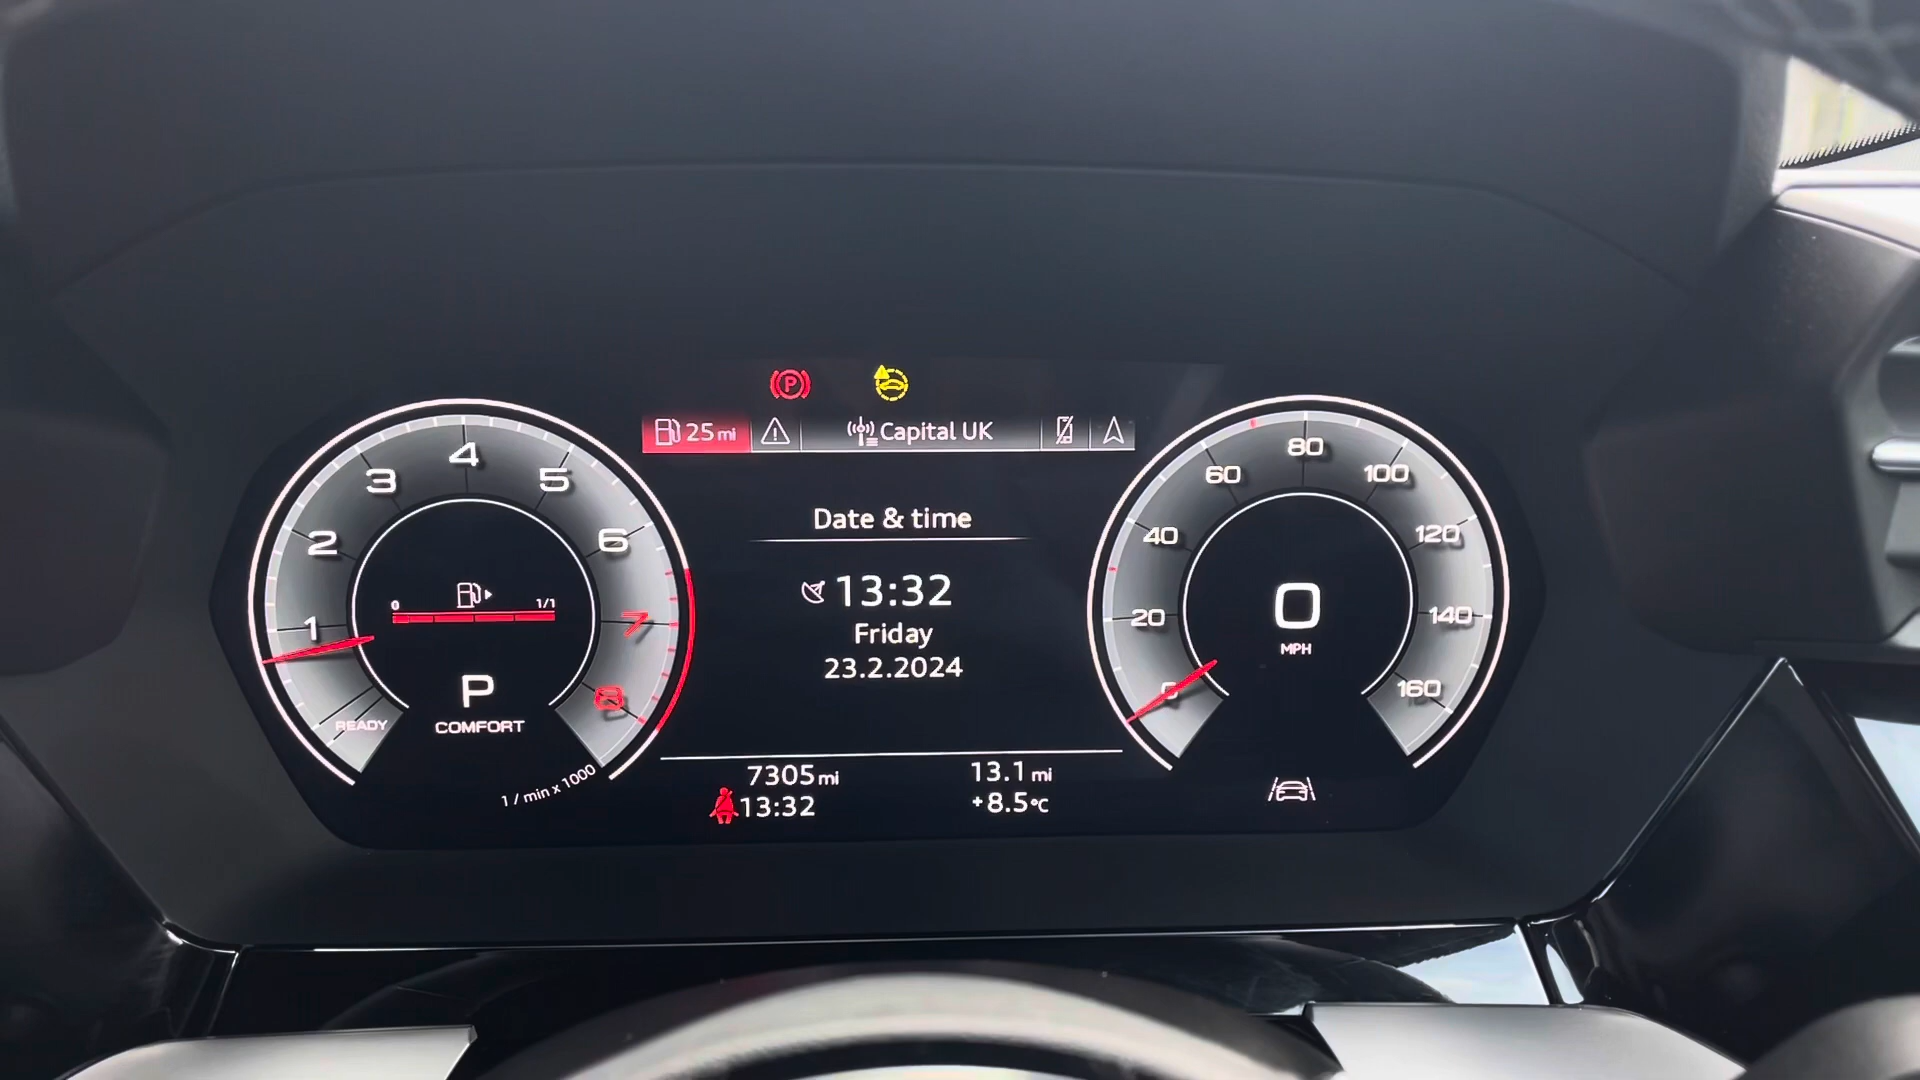 25 mi
Capital UK
1
2
3
4
5
6
7
8
0 1/1
P
COMFORT
READY
1 / min x 1000
Date & time
13:32
Friday
23.2.2024
7305 mi
13:32
13.1 mi
+8.5°C
0
20
40
60
80
100
120
140
160
0
MPH